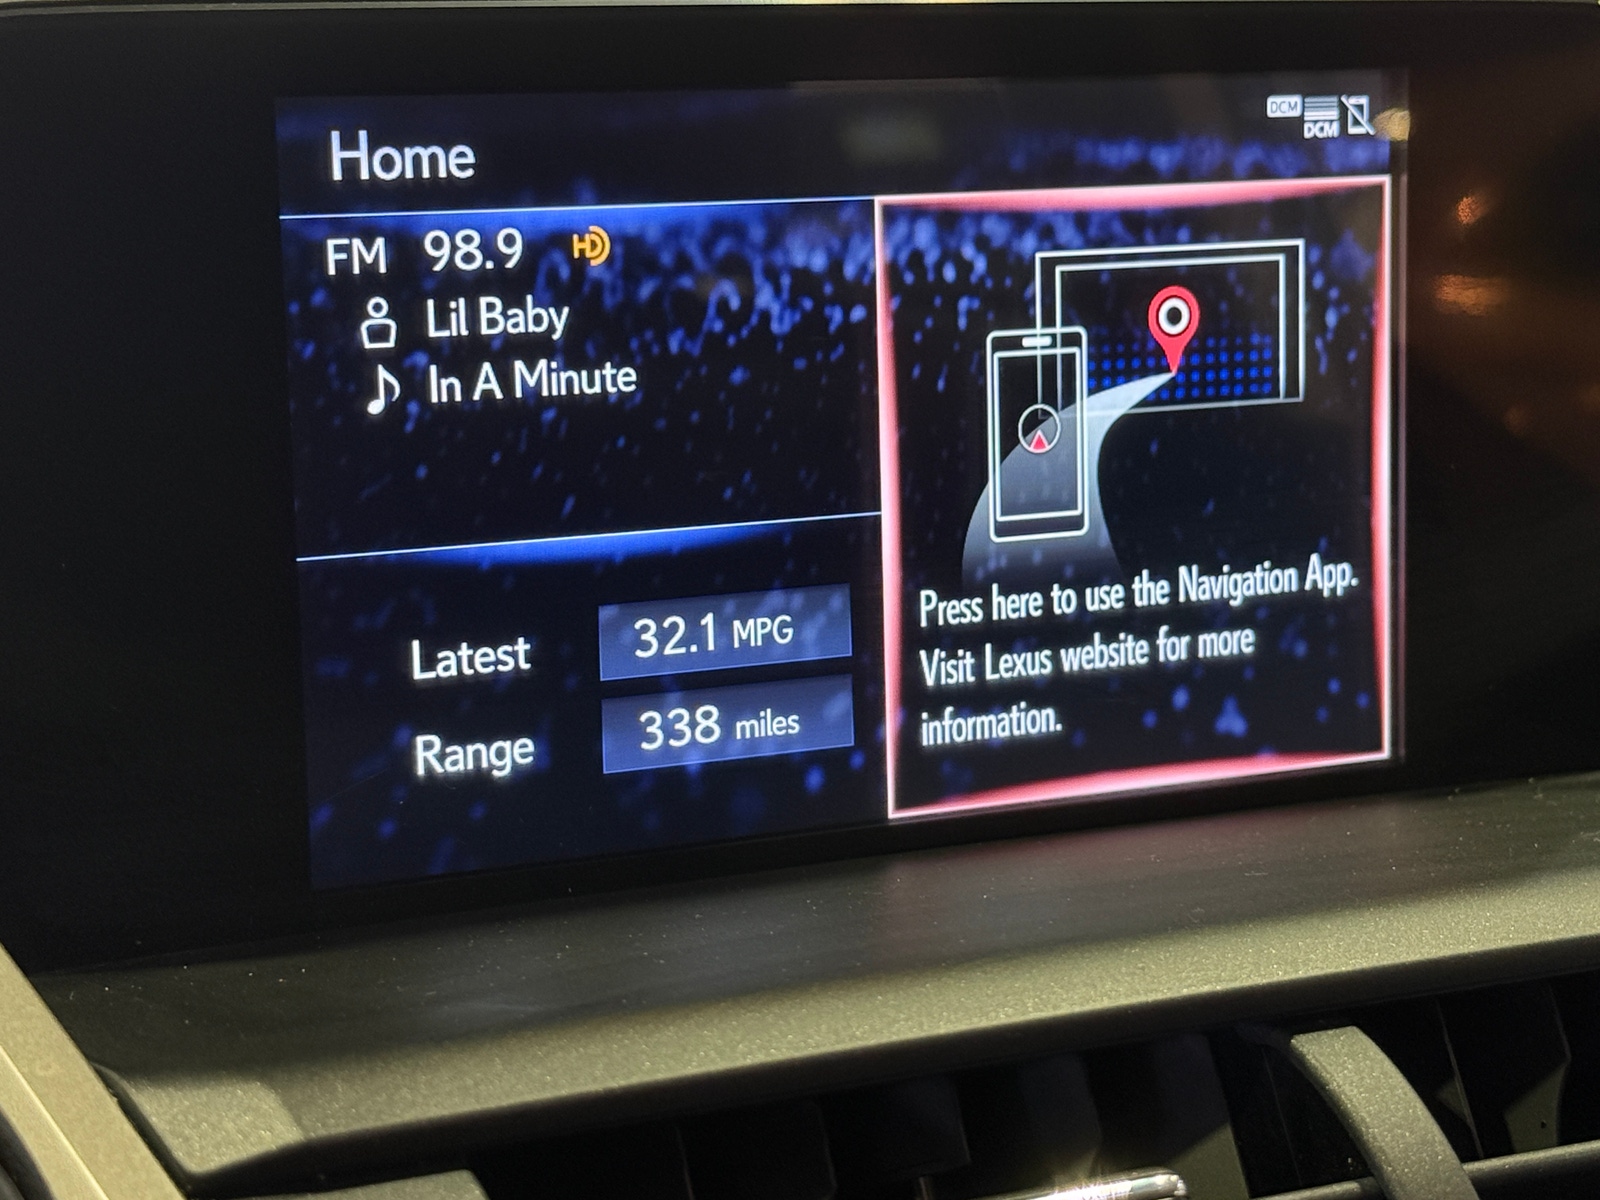 Home
DCM
DCM
FM 98.9 HD
Lil Baby
In A Minute
Latest 32.1 MPG
Range 338 miles
Press here to use the Navigation App.
Visit Lexus website for more
information.